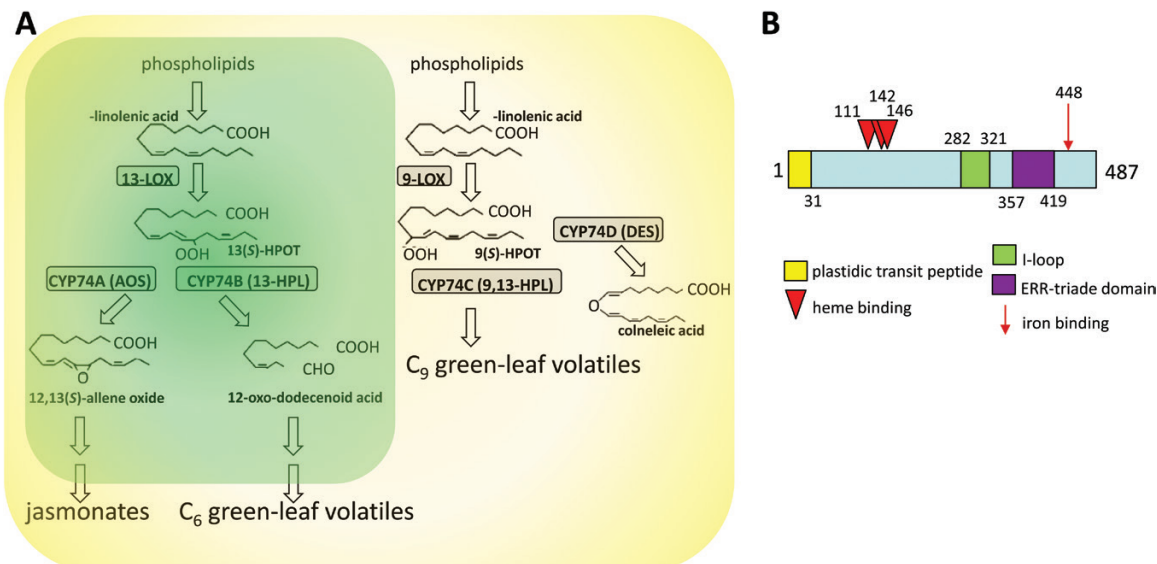 A
phospholipids
-linolenic acid
COOH
13-LOX
COOH
OOH
13(S)-HPOT
CYP74A (AOS)
CYP74B (13-HPL)
COOH
O
12,13(S)-allene oxide
COOH
CHO
12-oxo-dodecenoid acid
jasmonates
C6 green-leaf volatiles
phospholipids
-linolenic acid
COOH
9-LOX
COOH
OOH
9(S)-HPOT
CYP74C (9,13-HPL)
C9 green-leaf volatiles
CYP74D (DES)
COOH
O
colneleic acid
B
111
142
146
282
321
448
1
487
31
357
419
plastidic transit peptide
heme binding
I-loop
ERR-triade domain
iron binding